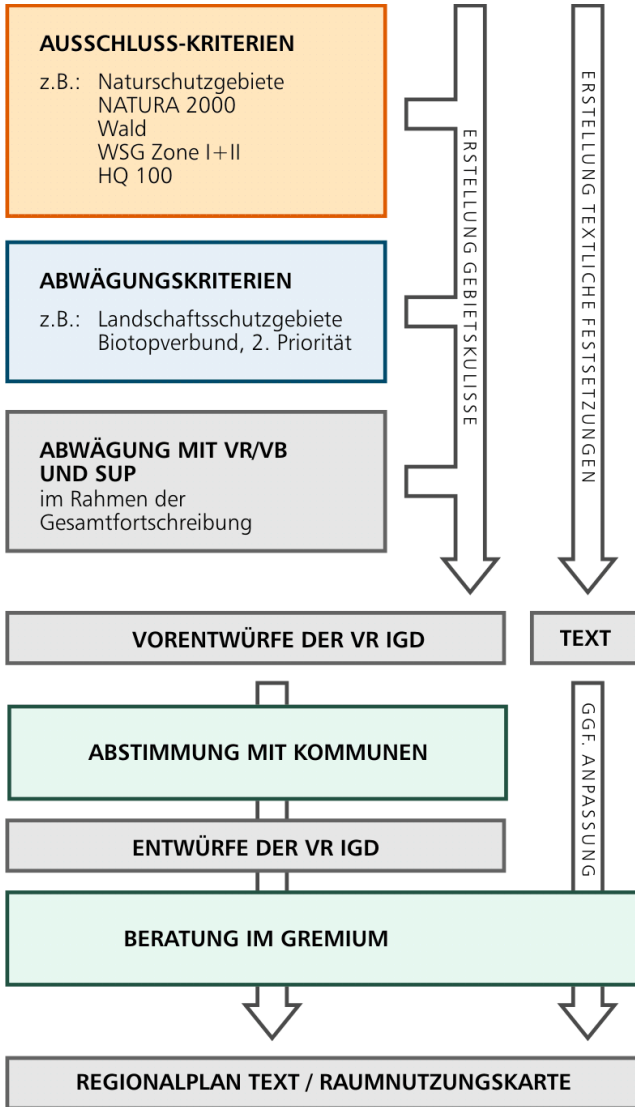 AUSSCHLUSS-KRITERIEN
z.B.: Naturschutzgebiete
NATURA 2000
Wald
WSG Zone I+II
HQ 100
ABWÄGUNGSKRITERIEN
z.B.: Landschaftsschutzgebiete
Biotopverbund, 2. Priorität
ABWÄGUNG MIT VR/VB
UND SUP
im Rahmen der
Gesamtfortschreibung
ERSTELLUNG GEBIETSKULISSE
ERSTELLUNG TEXTLICHE FESTSETZUNGEN
VORENTWÜRFE DER VR IGD
TEXT
ABSTIMMUNG MIT KOMMUNEN
GGF. ANPASSUNG
ENTWÜRFE DER VR IGD
BERATUNG IM GREMIUM
REGIONALPLAN TEXT / RAUMNUTZUNGSKARTE